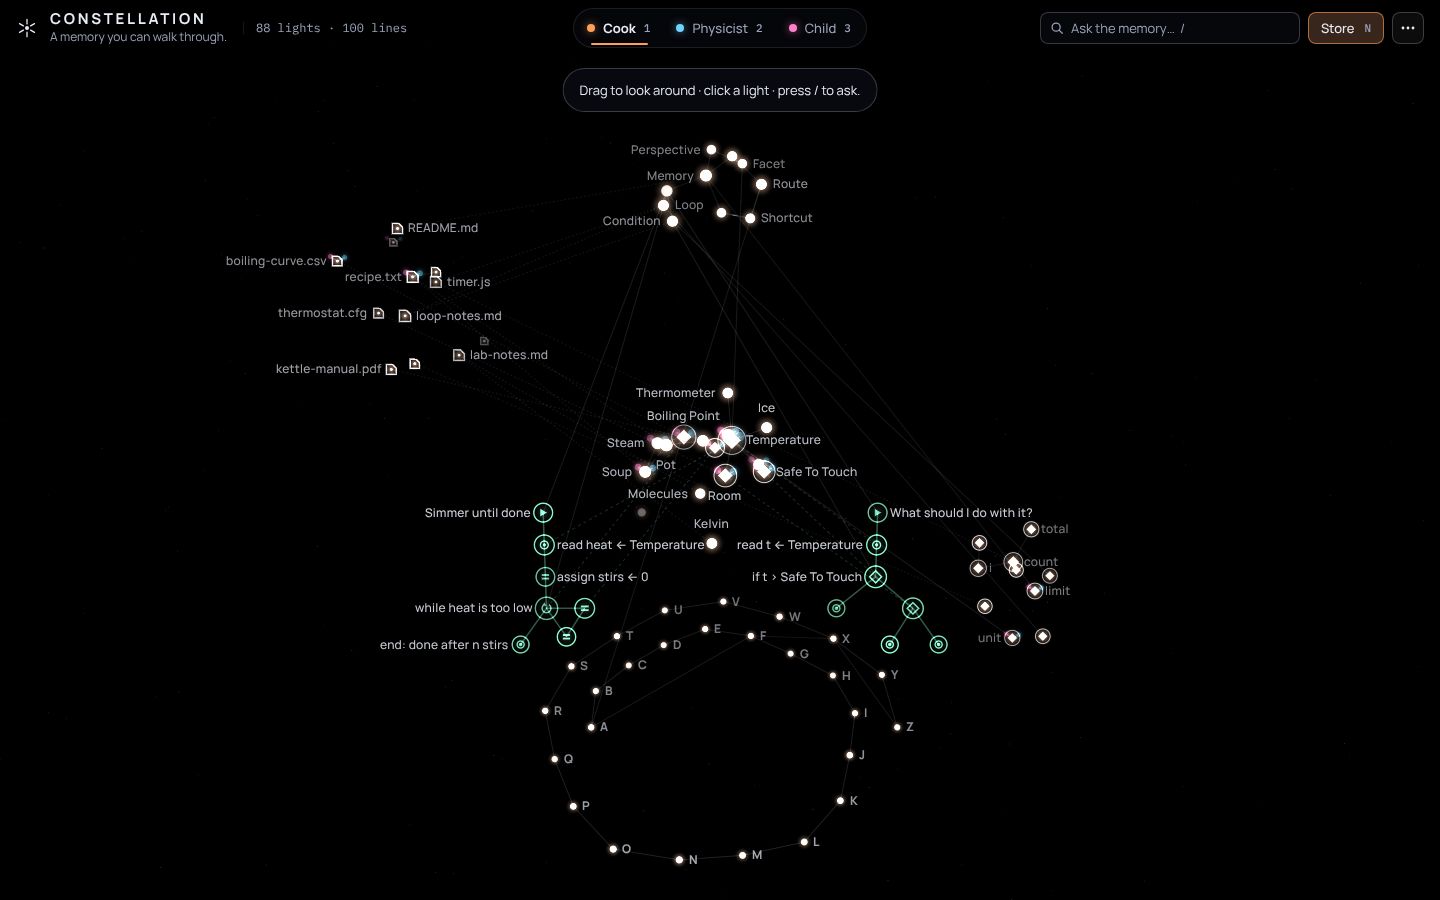 CONSTELLATION
A memory you can walk through.
88 lights · 100 lines
Cook 1
Physicist 2
Child 3
Ask the memory... /
Store N
Drag to look around · click a light · press / to ask.
Perspective
Facet
Memory
Route
Loop
Condition
Shortcut
README.md
boiling-curve.csv
recipe.txt
timer.js
thermostat.cfg
loop-notes.md
lab-notes.md
kettle-manual.pdf
Thermometer
Ice
Boiling Point
Steam
Temperature
Pot
Soup
Safe To Touch
Molecules
Room
Simmer until done
What should I do with it?
Kelvin
total
read heat ← Temperature
read t ← Temperature
count
i
assign stirs ← 0
if t > Safe To Touch
limit
while heat is too low
unit
end: done after n stirs
U
V
W
T
D
E
F
X
S
C
G
H
Y
B
R
A
I
Z
Q
J
P
K
O
N
M
L